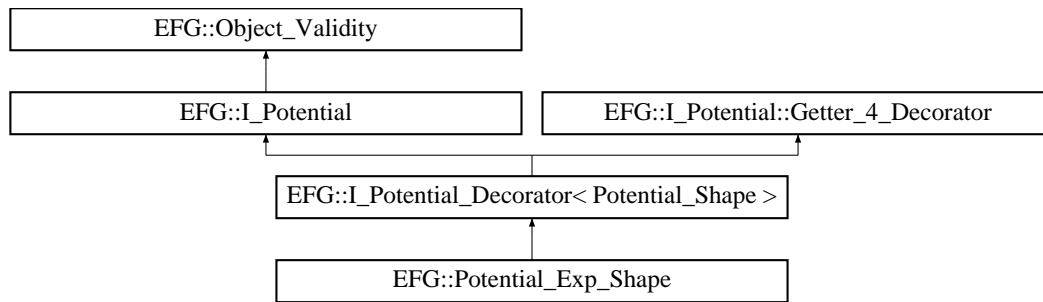 EFG::Object_Validity
EFG::I_Potential
EFG::I_Potential::Getter_4_Decorator
EFG::I_Potential_Decorator< Potential_Shape >
EFG::Potential_Exp_Shape